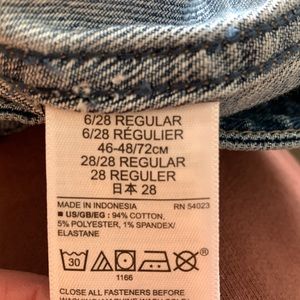 6/28 REGULAR
6/28 RÉGULIER
46-48/72CM
28/28 REGULAR
28 REGULER
日本 28
MADE IN INDONESIA RN 54023
■ US/GB/EG: 94% COTTON,
5% POLYESTER, 1% SPANDEX/
ELASTANE
30
1166
CLOSE ALL FASTENERS BEFORE